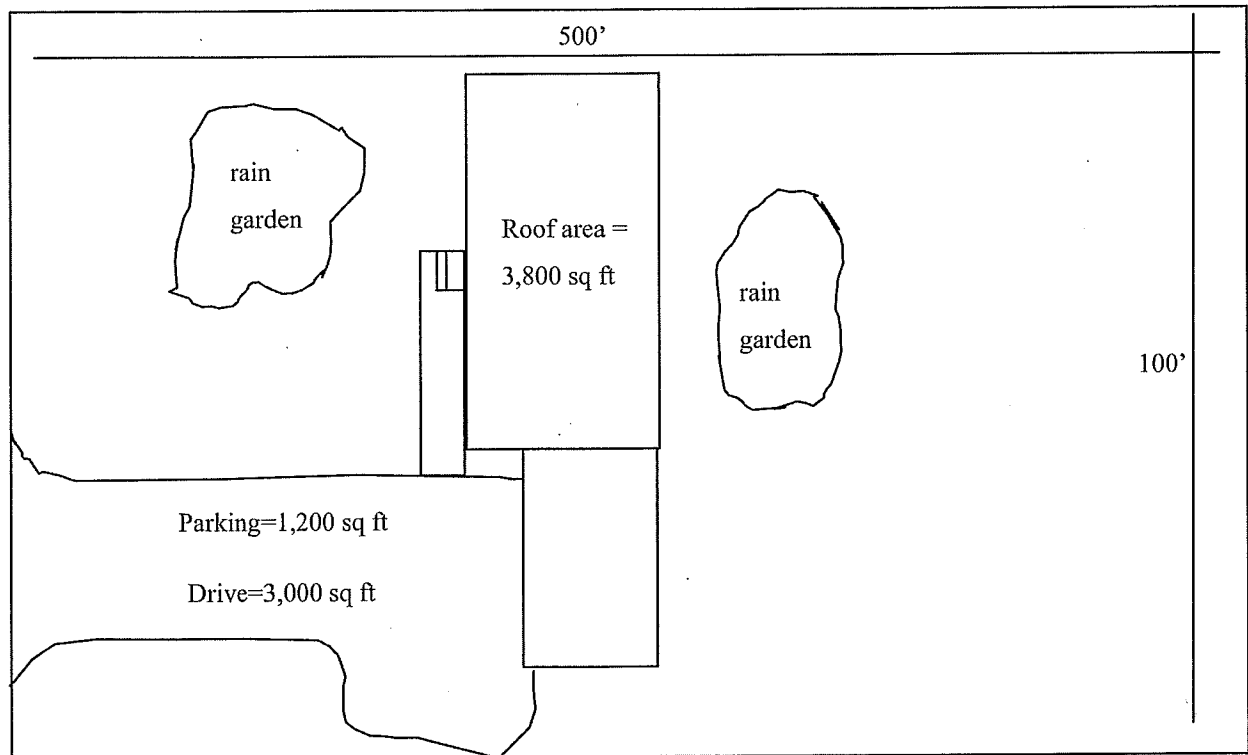 500’
rain
garden
Roof area =
3,800 sq ft
rain
garden
100’
Parking=1,200 sq ft
Drive=3,000 sq ft